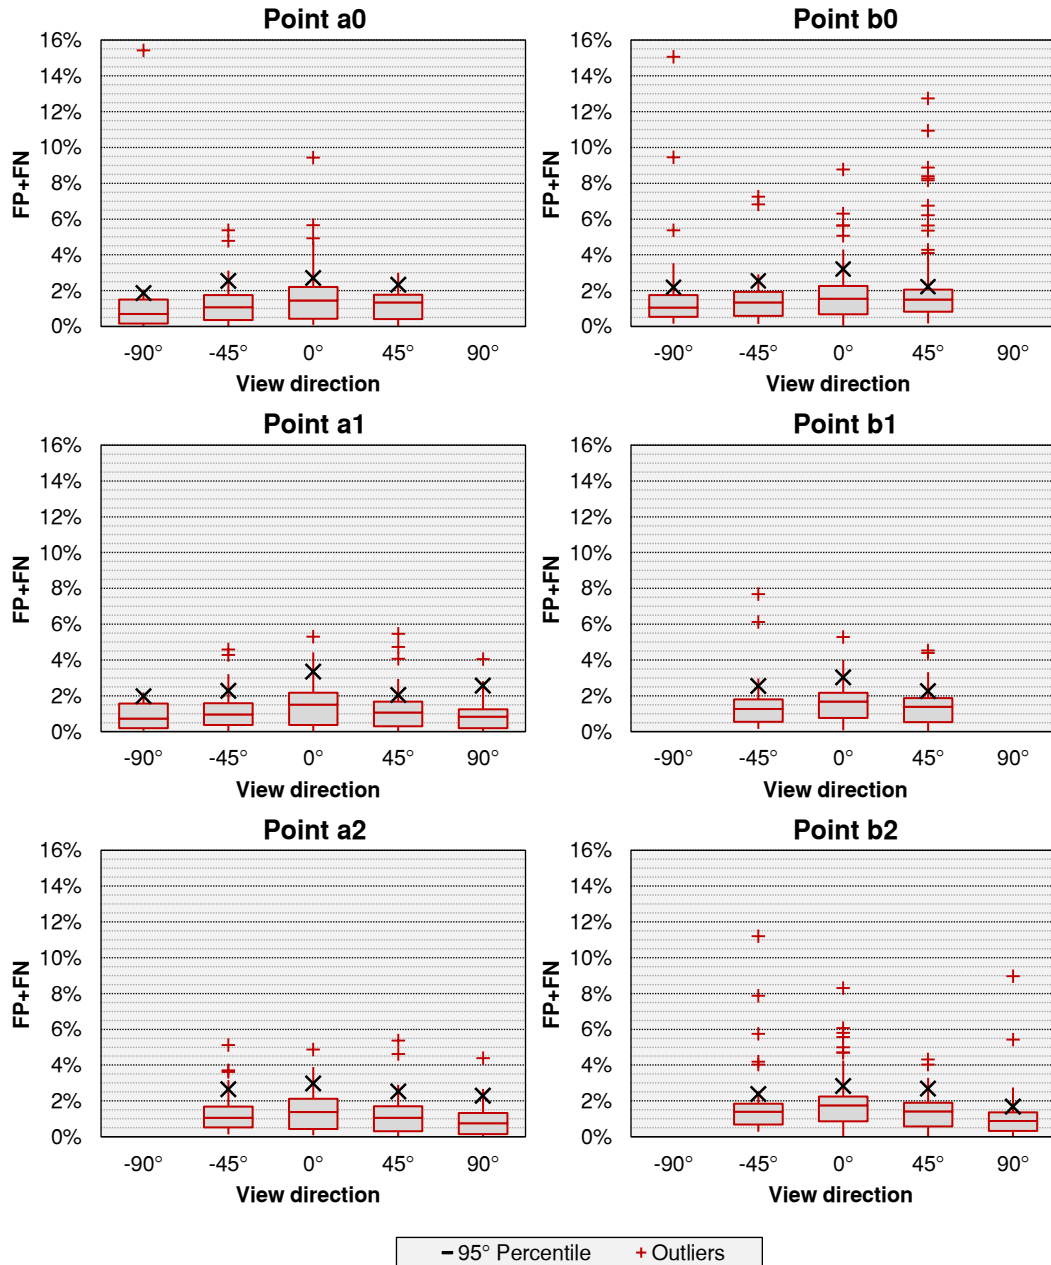 Point a0
16%
14%
12%
10%
8%
6%
4%
2%
0%
FP+FN
-90° -45° 0° 45° 90°
View direction
Point b0
16%
14%
12%
10%
8%
6%
4%
2%
0%
FP+FN
-90° -45° 0° 45° 90°
View direction
Point a1
16%
14%
12%
10%
8%
6%
4%
2%
0%
FP+FN
-90° -45° 0° 45° 90°
View direction
Point b1
16%
14%
12%
10%
8%
6%
4%
2%
0%
FP+FN
-90° -45° 0° 45° 90°
View direction
Point a2
16%
14%
12%
10%
8%
6%
4%
2%
0%
FP+FN
-90° -45° 0° 45° 90°
View direction
Point b2
16%
14%
12%
10%
8%
6%
4%
2%
0%
FP+FN
-90° -45° 0° 45° 90°
View direction
95° Percentile Outliers